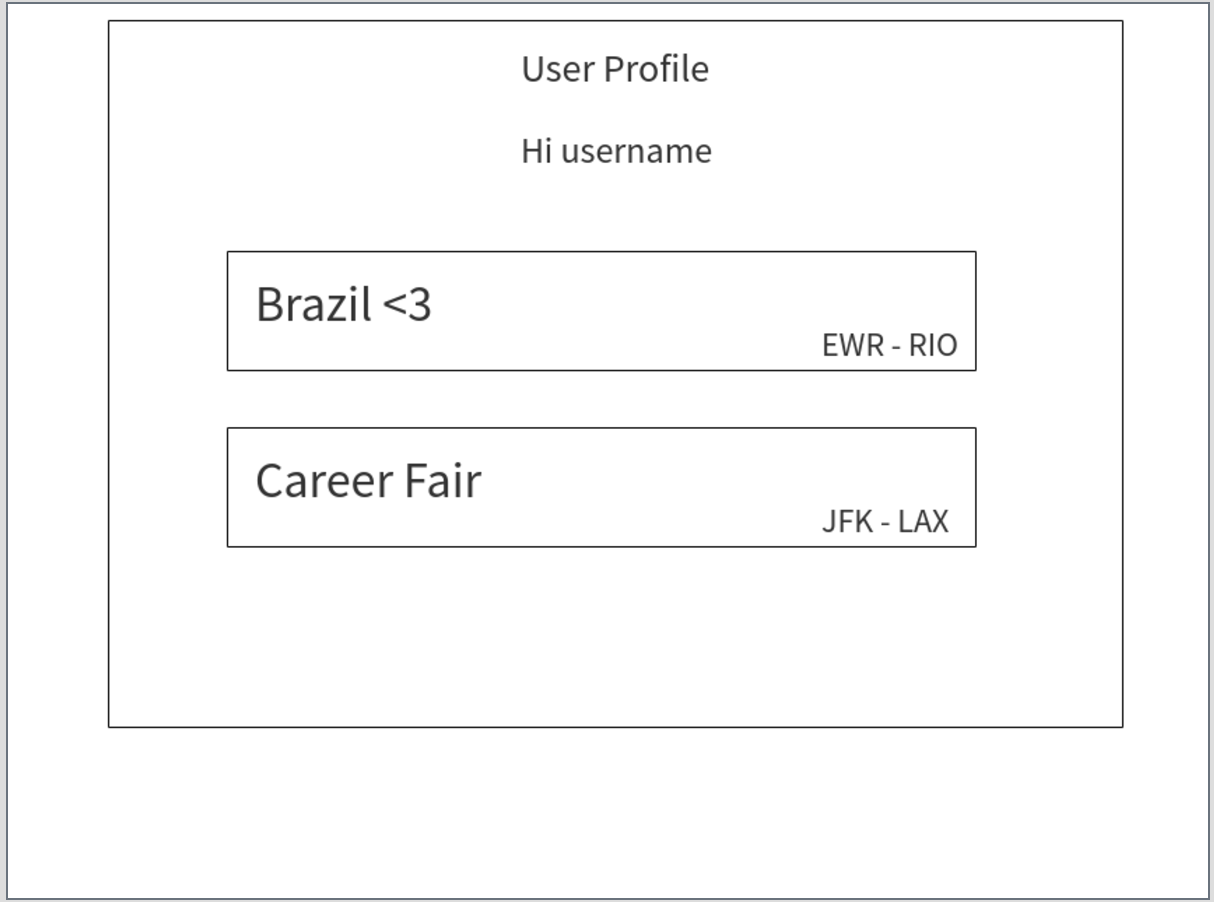 User Profile
Hi username
Brazil <3
EWR - RIO
Career Fair
JFK - LAX